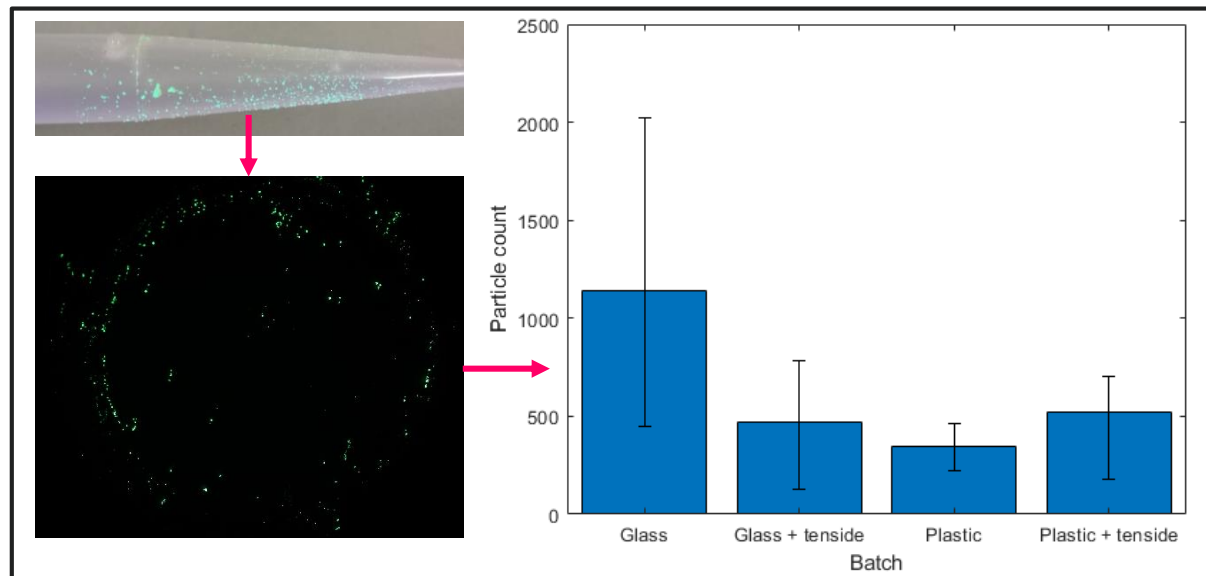 2500
2000
1500
1000
500
0
Particle count
Glass
Glass + tenside
Plastic
Plastic + tenside
Batch